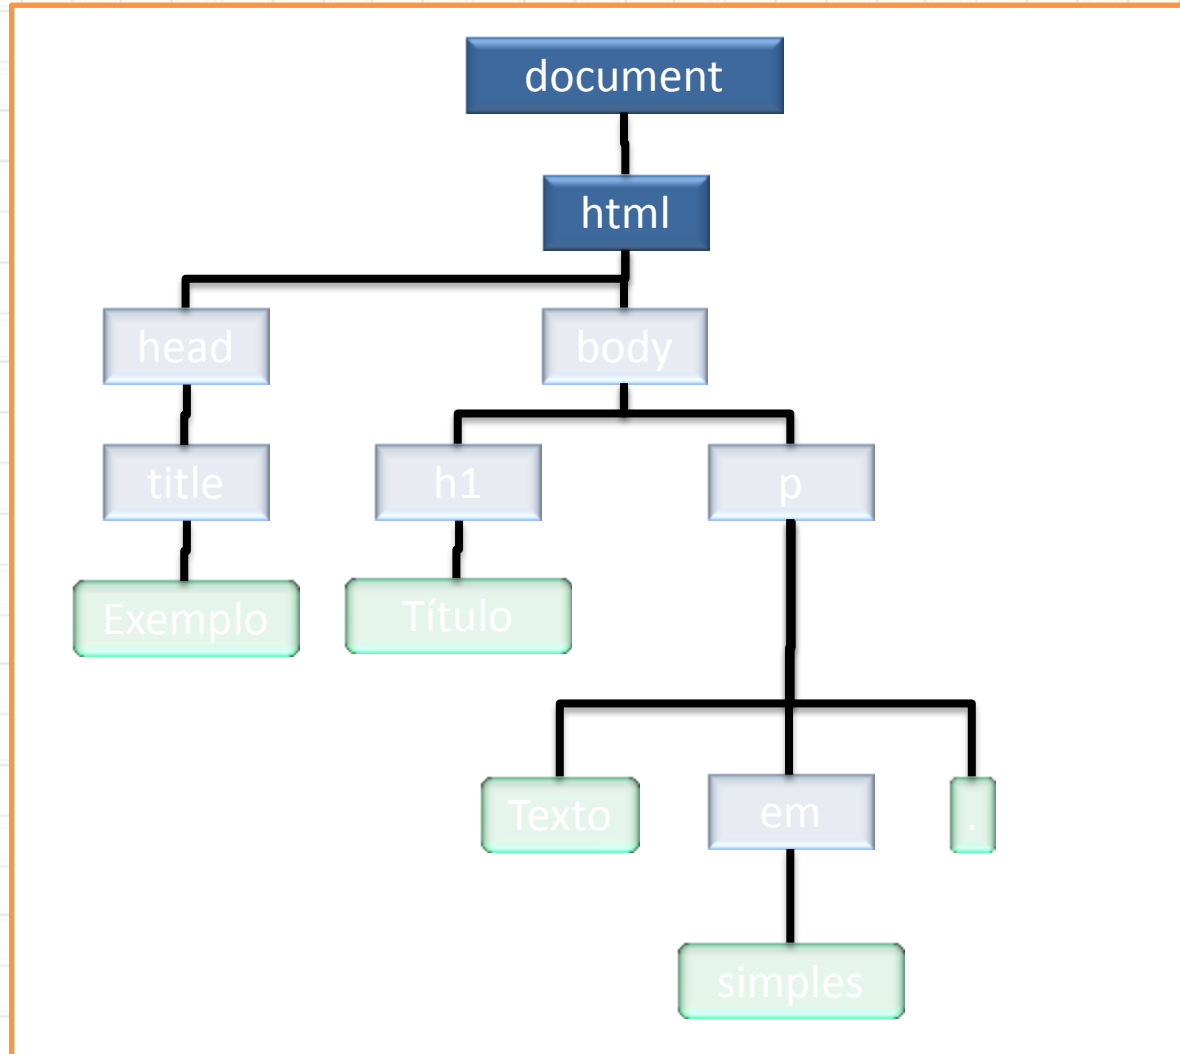 document
html
head
body
title
h1
p
Exemplo
Título
Texto
em
.
simples